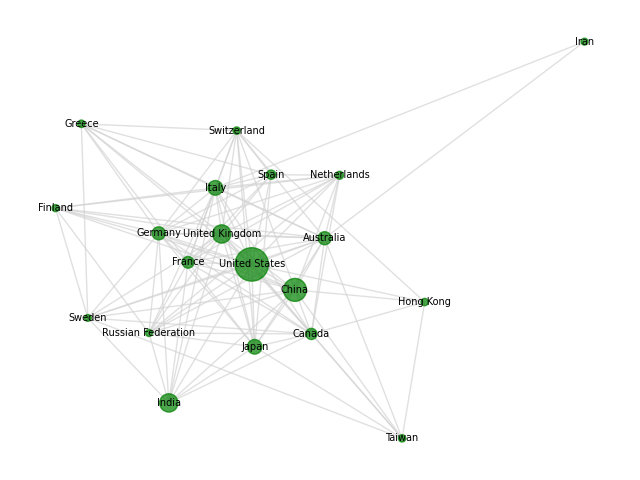 Iran
Greece
Switzerland
Spain
Netherlands
Italy
Finland
Germany
United Kingdom
Australia
France
United States
China
Hong Kong
Sweden
Russian Federation
Canada
Japan
India
Taiwan